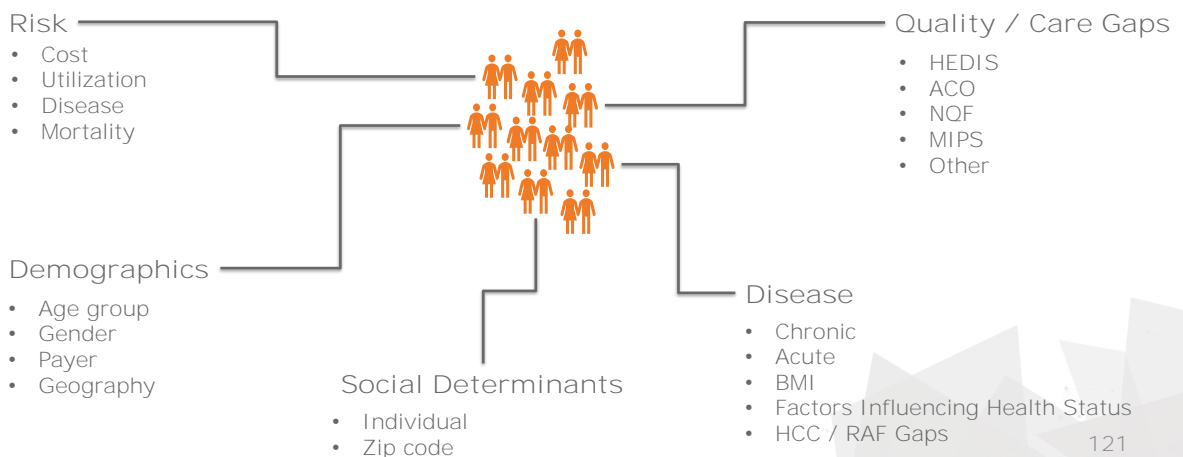 Risk
• Cost
• Utilization
• Disease
• Mortality
Quality / Care Gaps
• HEDIS
• ACO
• NQF
• MIPS
• Other
Demographics
• Age group
• Gender
• Payer
• Geography
Social Determinants
• Individual
• Zip code
Disease
• Chronic
• Acute
• BMI
• Factors Influencing Health Status
• HCC / RAF Gaps
121